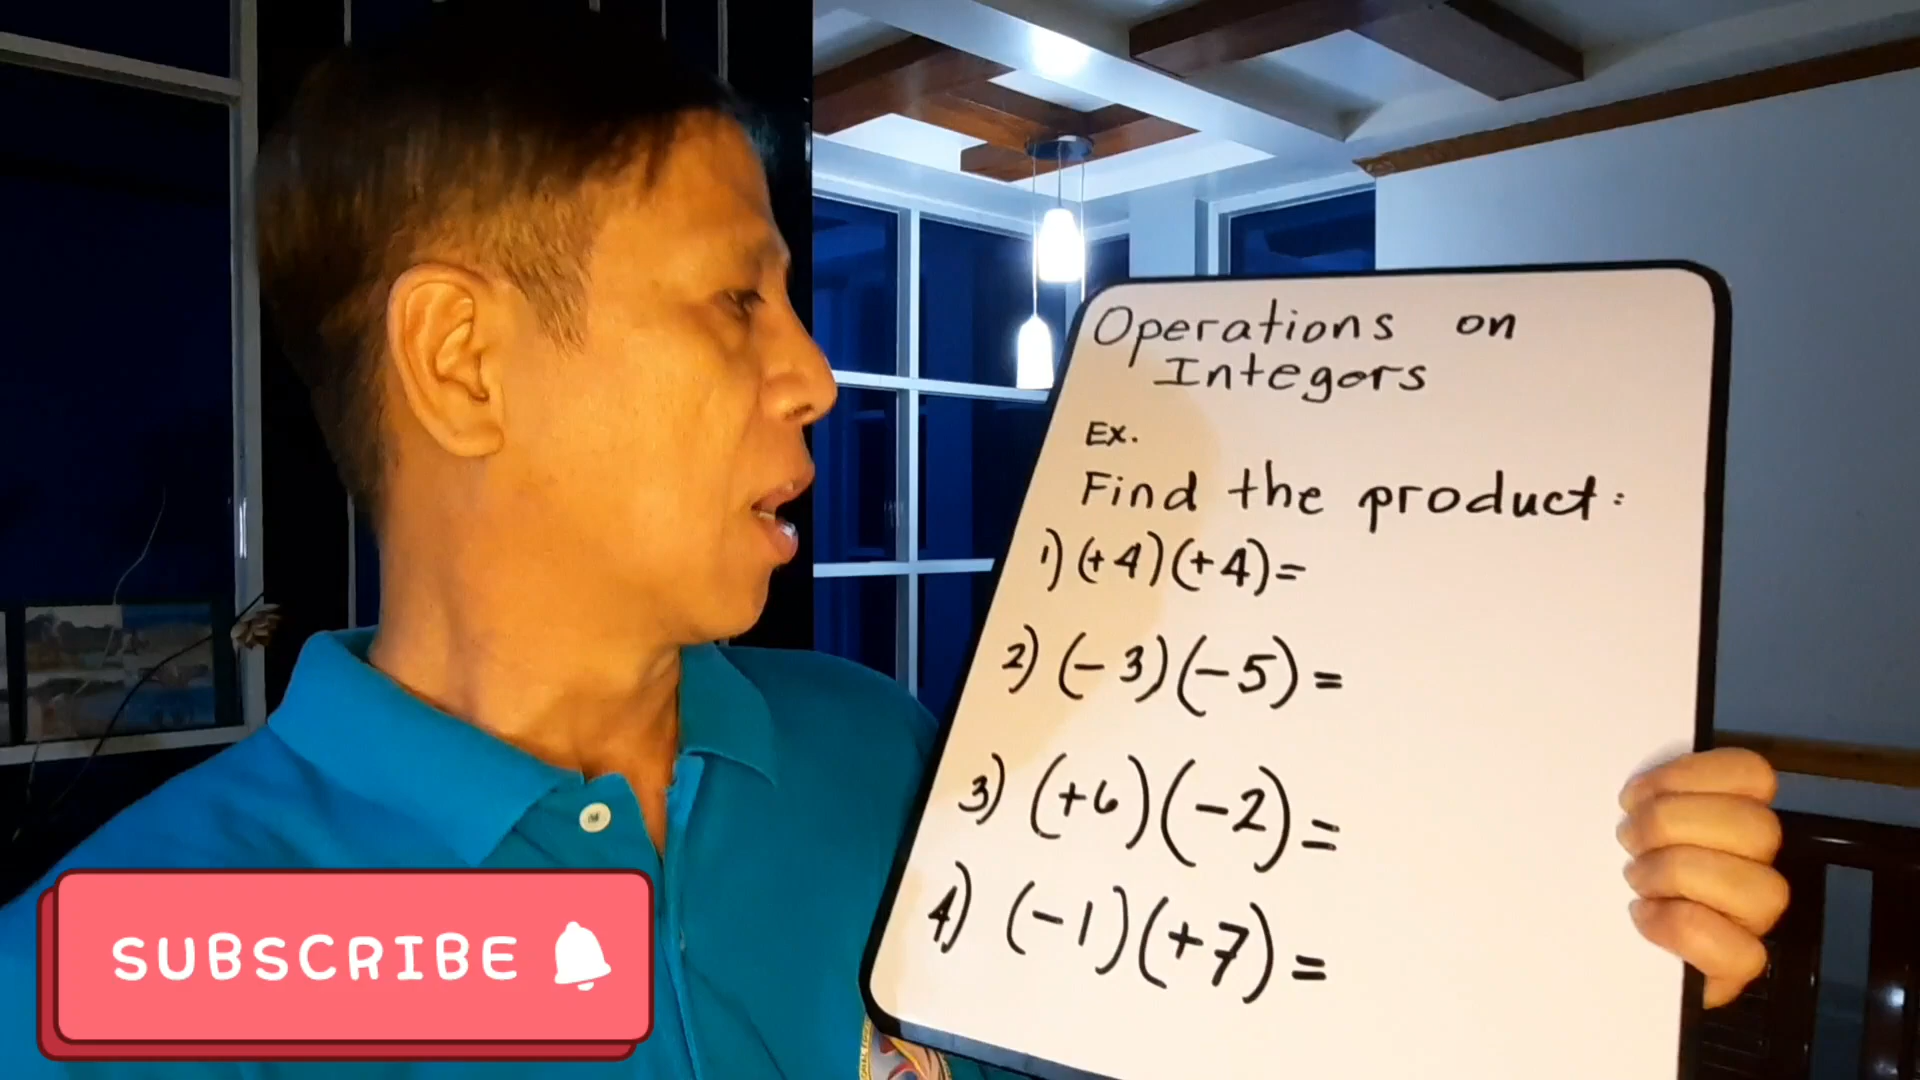 Operations on
Integers
Ex.
Find the product:
1) (+4)(+4)=
2) (-3)(-5)=
3) (+6)(-2)=
4) (-1)(+7)=
SUBSCRIBE